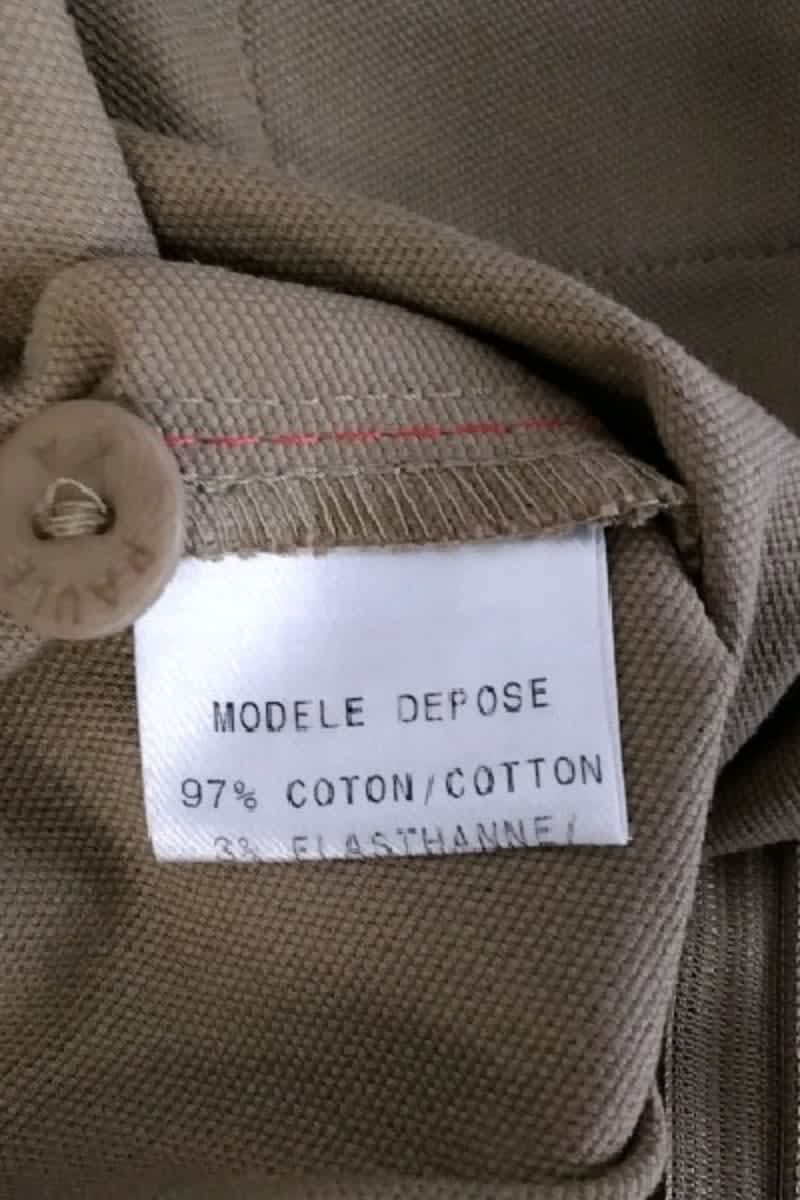 MODELE DEPOSE
97% COTON/COTTON
3% ELASTHANNE/